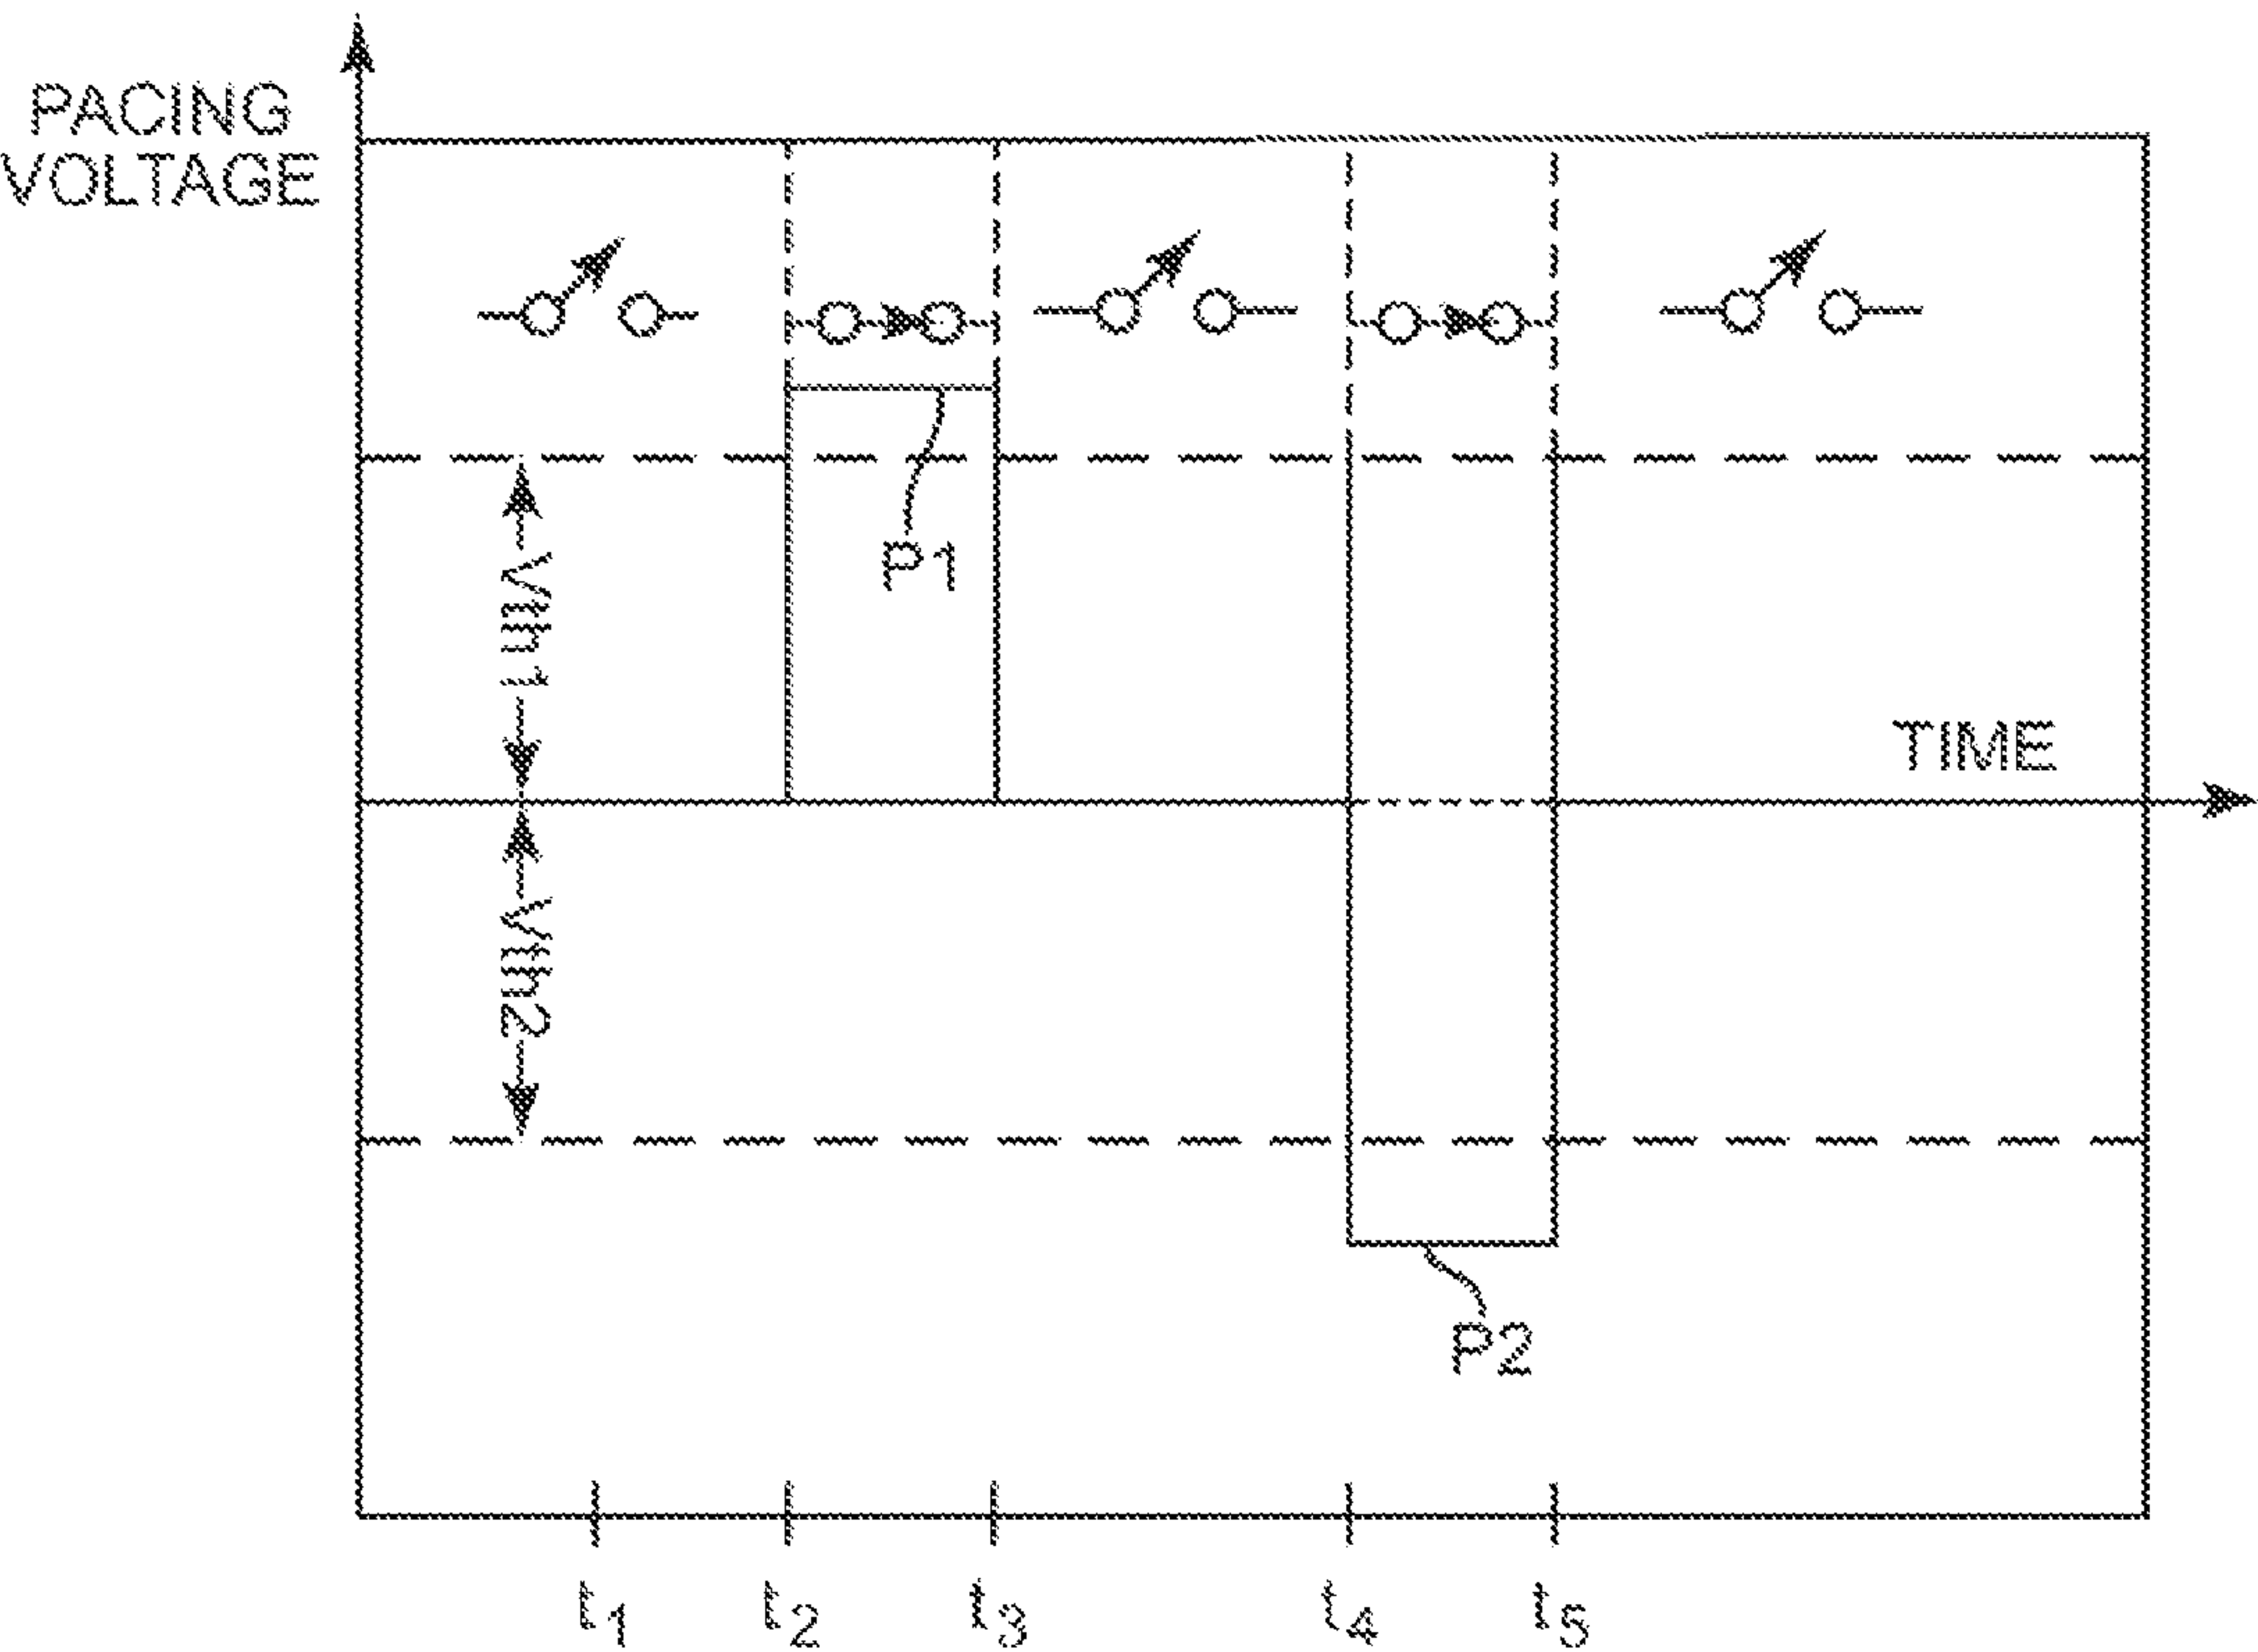 PACING
VOLTAGE
P1
Vth1
TIME
Vth2
P2
t1 t2 t3 t4 t5